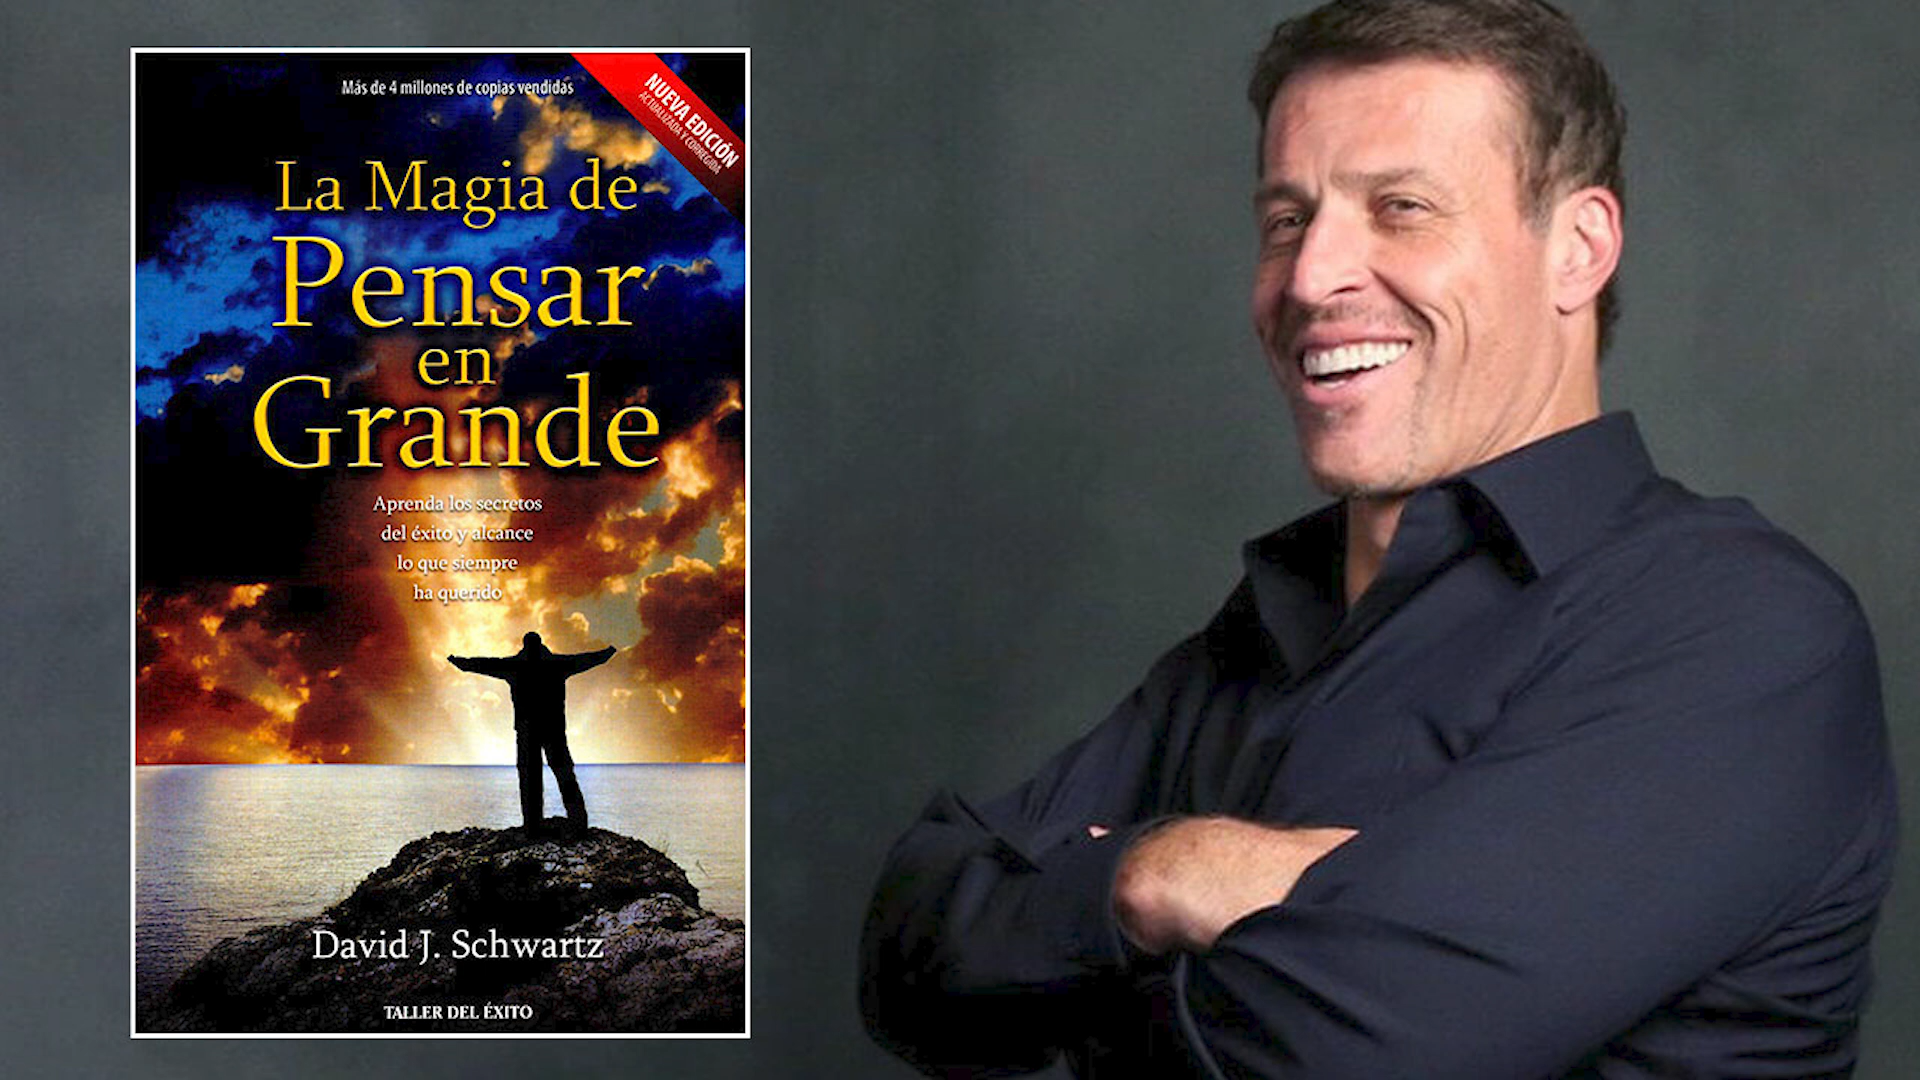 Más de 4 millones de copias vendidas
NUEVA EDICIÓN
ACTUALIZADA Y CORREGIDA
La Magia de
Pensar
en
Grande
Aprenda los secretos
del éxito y alcance
lo que siempre
ha querido
David J. Schwartz
TALLER DEL ÉXITO